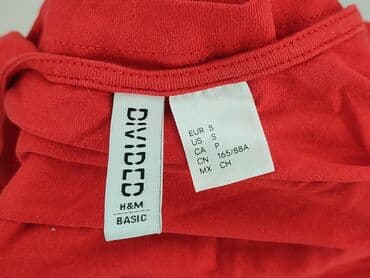 DIVIDED
H&M
BASIC
EUR S
US S
CA P
CN 165/88A
MX CH